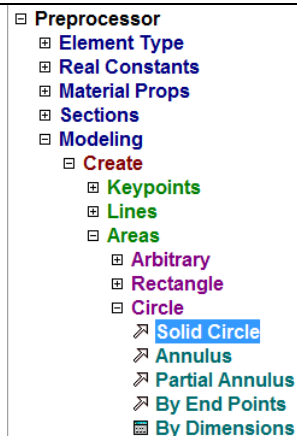 Preprocessor
Element Type
Real Constants
Material Props
Sections
Modeling
Create
Keypoints
Lines
Areas
Arbitrary
Rectangle
Circle
Solid Circle
Annulus
Partial Annulus
By End Points
By Dimensions